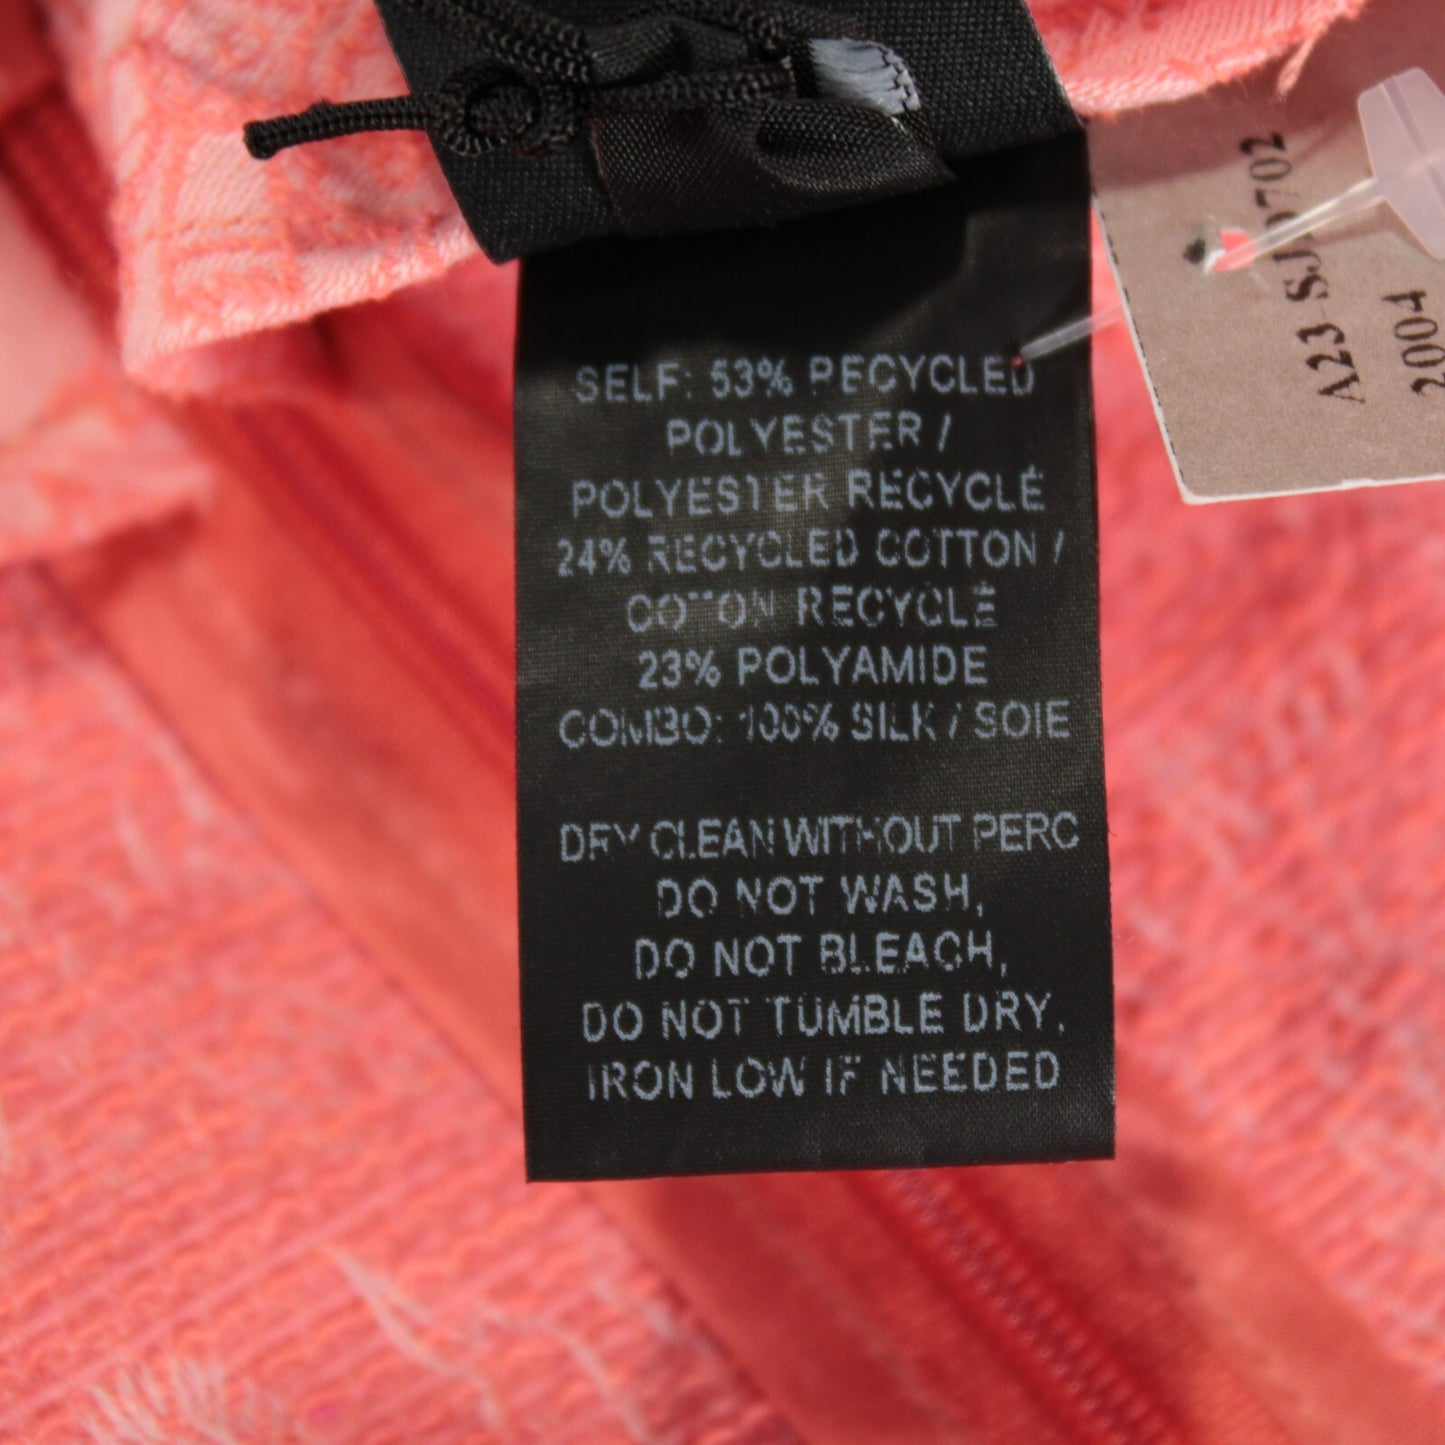 SELF: 53% RECYCLED
POLYESTER /
POLYESTER RECYCLÉ
24% RECYCLED COTTON /
COTON RECYCLÉ
23% POLYAMIDE
COMBO: 100% SILK / SOIE
DRY CLEAN WITHOUT PERC
DO NOT WASH,
DO NOT BLEACH,
DO NOT TUMBLE DRY,
IRON LOW IF NEEDED
A23
2004